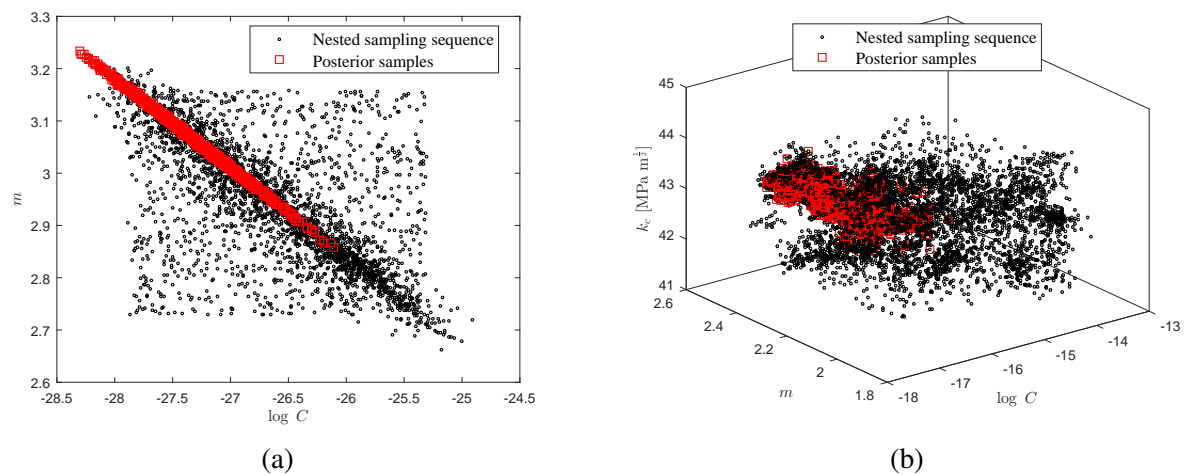 3.3
3.2
3.1
3
2.9
2.8
2.7
2.6
m
-28.5 -28 -27.5 -27 -26.5 -26 -25.5 -25 -24.5
log C
Nested sampling sequence
Posterior samples
(a)
Nested sampling sequence
Posterior samples
45
44
43
42
41
k_c [MPa m^{1/2}]
2.6
2.4
2.2
2
1.8
m
-18
-17
-16
-15
-14
-13
log C
(b)